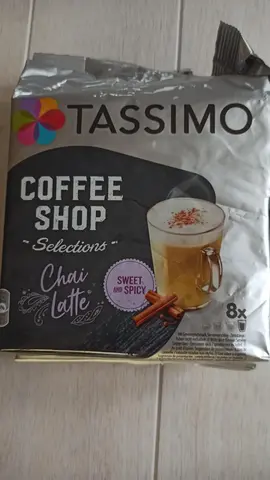 TASSIMO
COFFEE
SHOP
Selections
Chai
Latte
SWEET
AND SPICY
8x